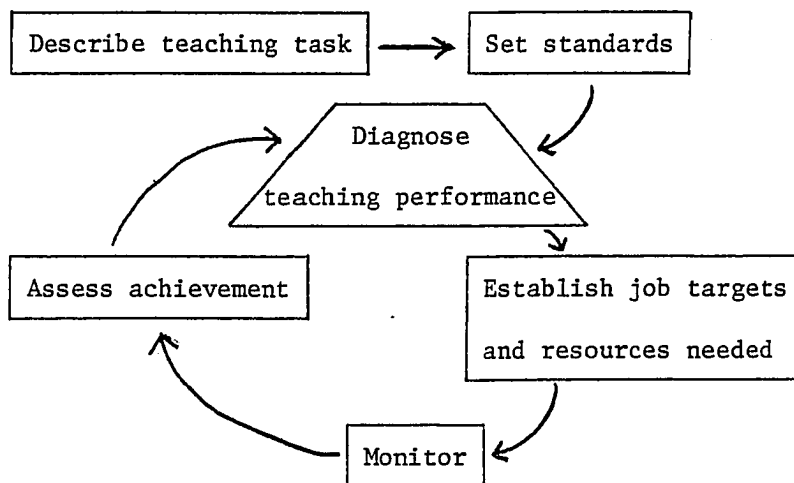 Describe teaching task
Set standards
Diagnose
teaching performance
Establish job targets
and resources needed
Monitor
Assess achievement